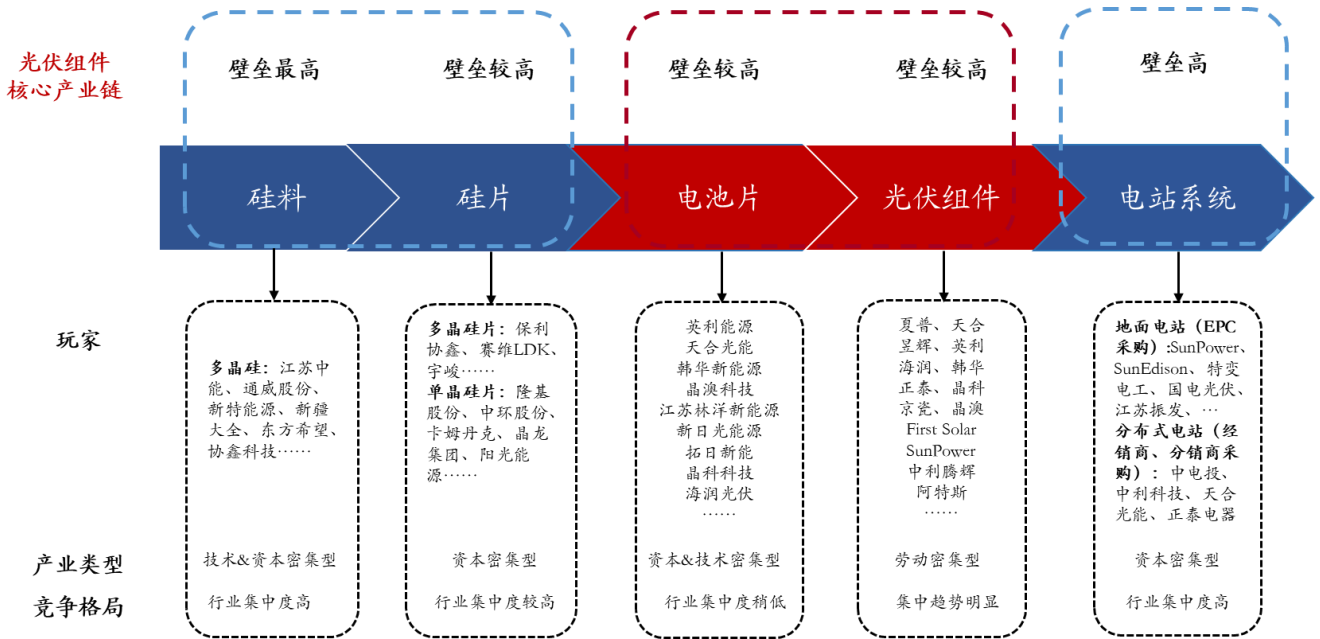 光伏组件
核心产业链
壁垒最高
壁垒较高
壁垒较高
壁垒较高
壁垒高
硅料
硅片
电池片
光伏组件
电站系统
玩家
多晶硅：江苏中
能、通威股份、
新特能源、新疆
大全、东方希望、
协鑫科技……
多晶硅片：保利
协鑫、赛维LDK、
宇峻……
单晶硅片：隆基
股份、中环股份、
卡姆丹克、晶龙
集团、阳光能
源……
英利能源
天合光能
韩华新能源
晶澳科技
江苏林洋新能源
新日光能源
拓日新能
晶科科技
海润光伏
……
夏普、天合
昱辉、英利
海润、韩华
正泰、晶科
京瓷、晶澳
First Solar
SunPower
中利腾辉
阿特斯
……
地面电站（EPC
采购）:SunPower、
SunEdison、特变
电工、国电光伏、
江苏振发、…
分布式电站（经
销商、分销商采
购）：中电投、
中利科技、天合
光能、正泰电器
产业类型
技术&资本密集型
资本密集型
资本&技术密集型
劳动密集型
资本密集型
竞争格局
行业集中度高
行业集中度较高
行业集中度稍低
集中趋势明显
行业集中度高